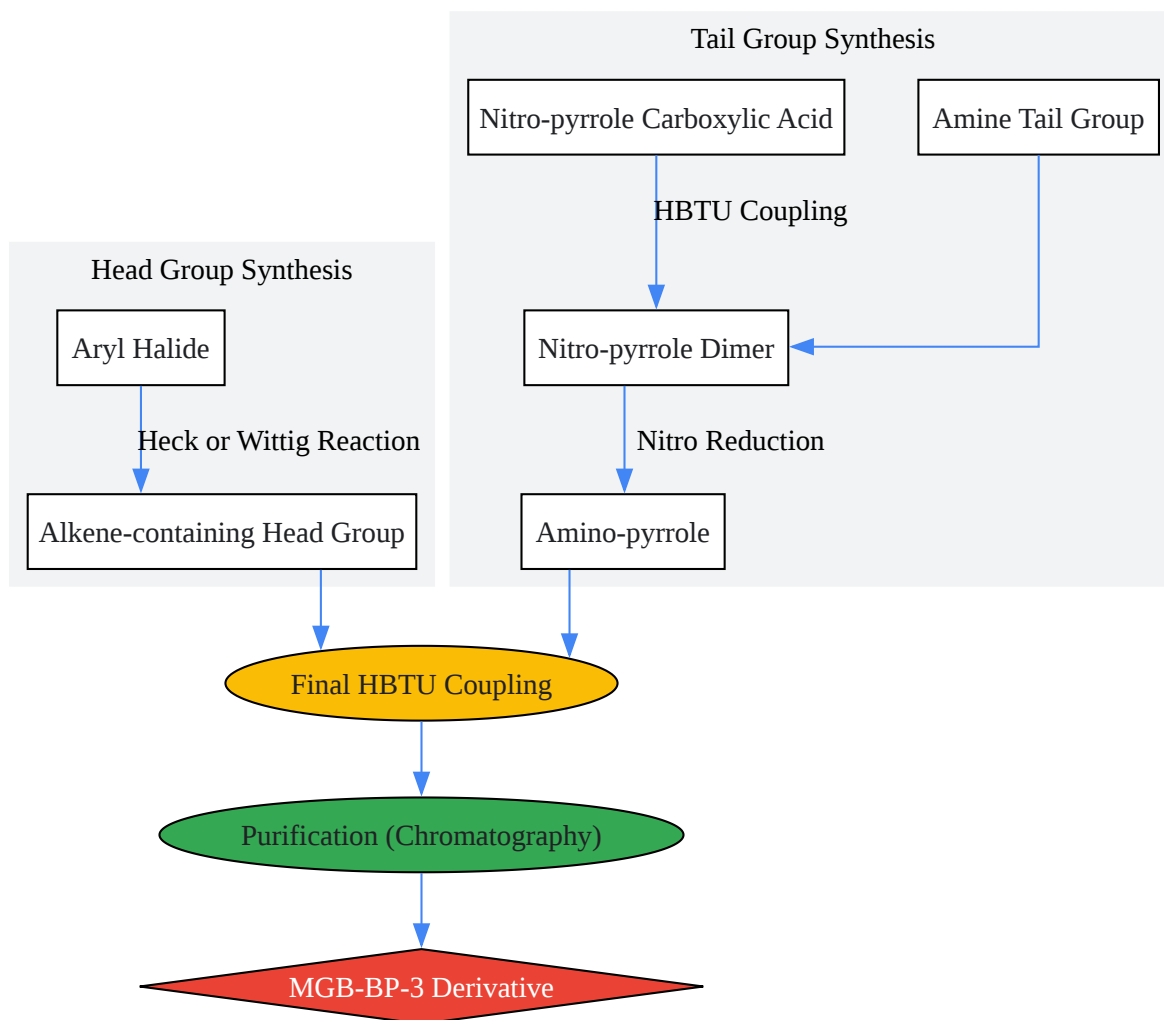 Tail Group Synthesis
Nitro-pyrrole Carboxylic Acid
Amine Tail Group
HBTU Coupling
Head Group Synthesis
Aryl Halide
Nitro-pyrrole Dimer
Heck or Wittig Reaction
Nitro Reduction
Alkene-containing Head Group
Amino-pyrrole
Final HBTU Coupling
Purification (Chromatography)
MGB-BP-3 Derivative